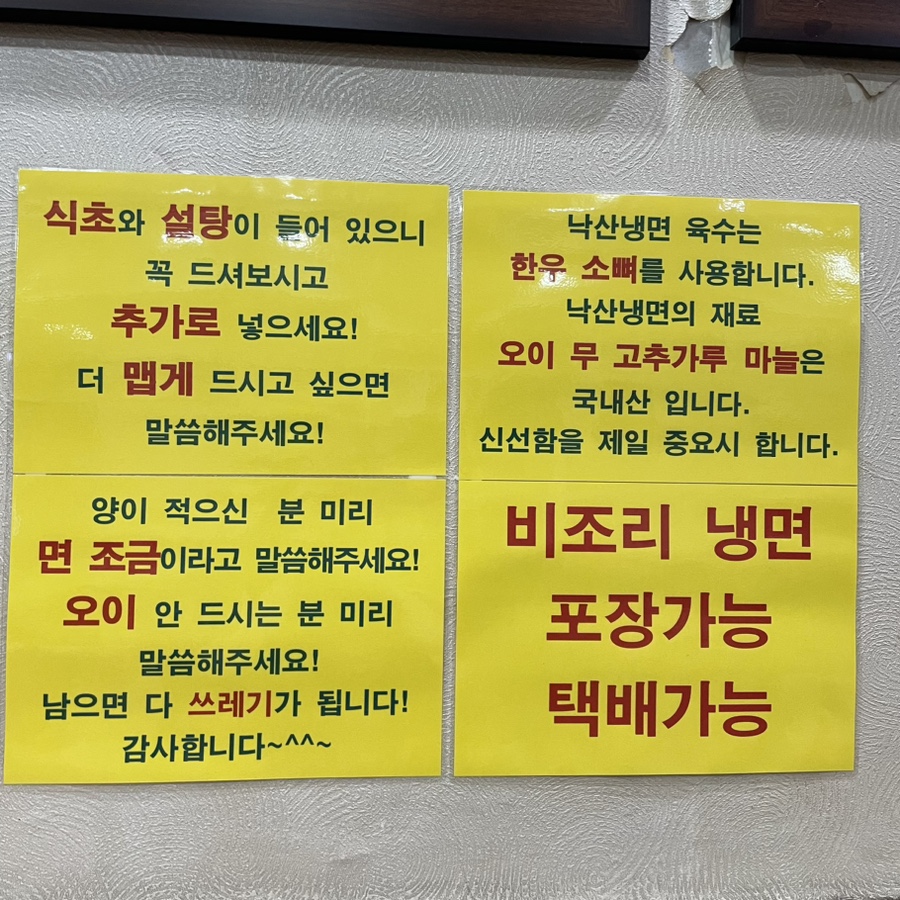 식초와 설탕이 들어 있으니
꼭 드셔보시고
추가로 넣으세요!
더 맵게 드시고 싶으면
말씀해주세요!
양이 적으신 분 미리
면 조금이라고 말씀해주세요!
오이 안 드시는 분 미리
말씀해주세요!
남으면 다 쓰레기가 됩니다!
감사합니다~^^~
낙산냉면 육수는
한우 소뼈를 사용합니다.
낙산냉면의 재료
오이 무 고추가루 마늘은
국내산 입니다.
신선함을 제일 중요시 합니다.
비조리 냉면
포장가능
택배가능